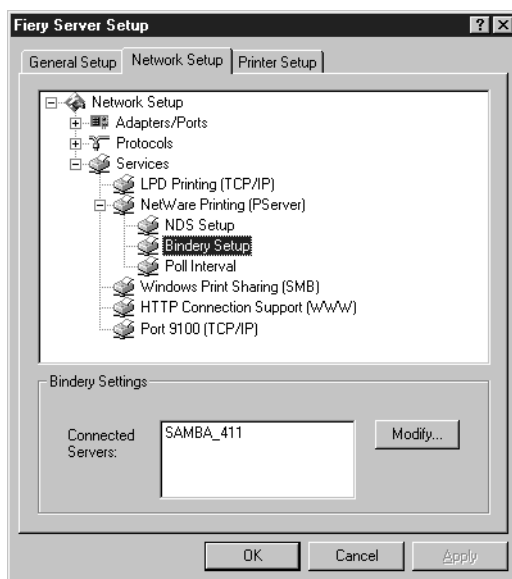 Fiery Server Setup
General Setup Network Setup Printer Setup
Network Setup
Adapters/Ports
Protocols
Services
LPD Printing (TCP/IP)
NetWare Printing (PServer)
NDS Setup
Bindery Setup
Poll Interval
Windows Print Sharing (SMB)
HTTP Connection Support (WWW)
Port 9100 (TCP/IP)
Bindery Settings
Connected Servers:
SAMBA_411
Modify...
OK Cancel Apply